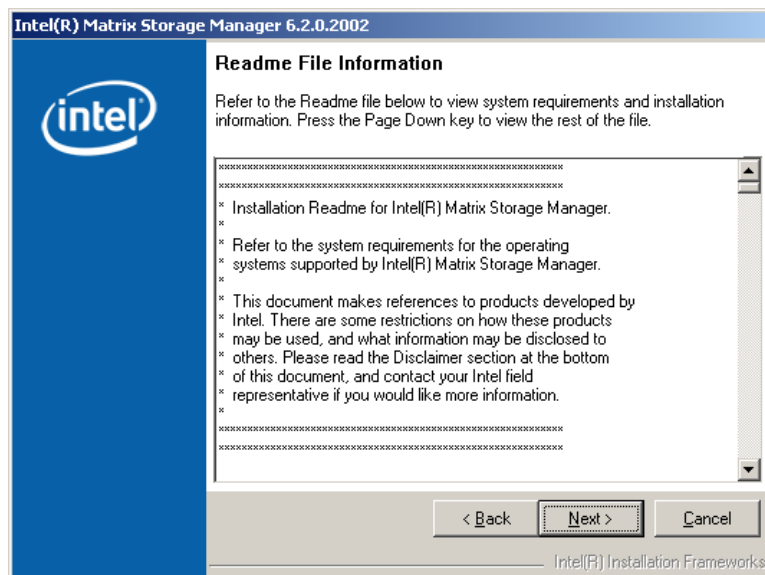 Intel(R) Matrix Storage Manager 6.2.0.2002
intel
Readme File Information
Refer to the Readme file below to view system requirements and installation
information. Press the Page Down key to view the rest of the file.
************************************************************
************************************************************
* Installation Readme for Intel(R) Matrix Storage Manager.
*
* Refer to the system requirements for the operating
* systems supported by Intel(R) Matrix Storage Manager.
*
* This document makes references to products developed by
* Intel. There are some restrictions on how these products
* may be used, and what information may be disclosed to
* others. Please read the Disclaimer section at the bottom
* of this document, and contact your Intel field
* representative if you would like more information.
*
************************************************************
************************************************************
< Back
Next >
Cancel
Intel(R) Installation Frameworks